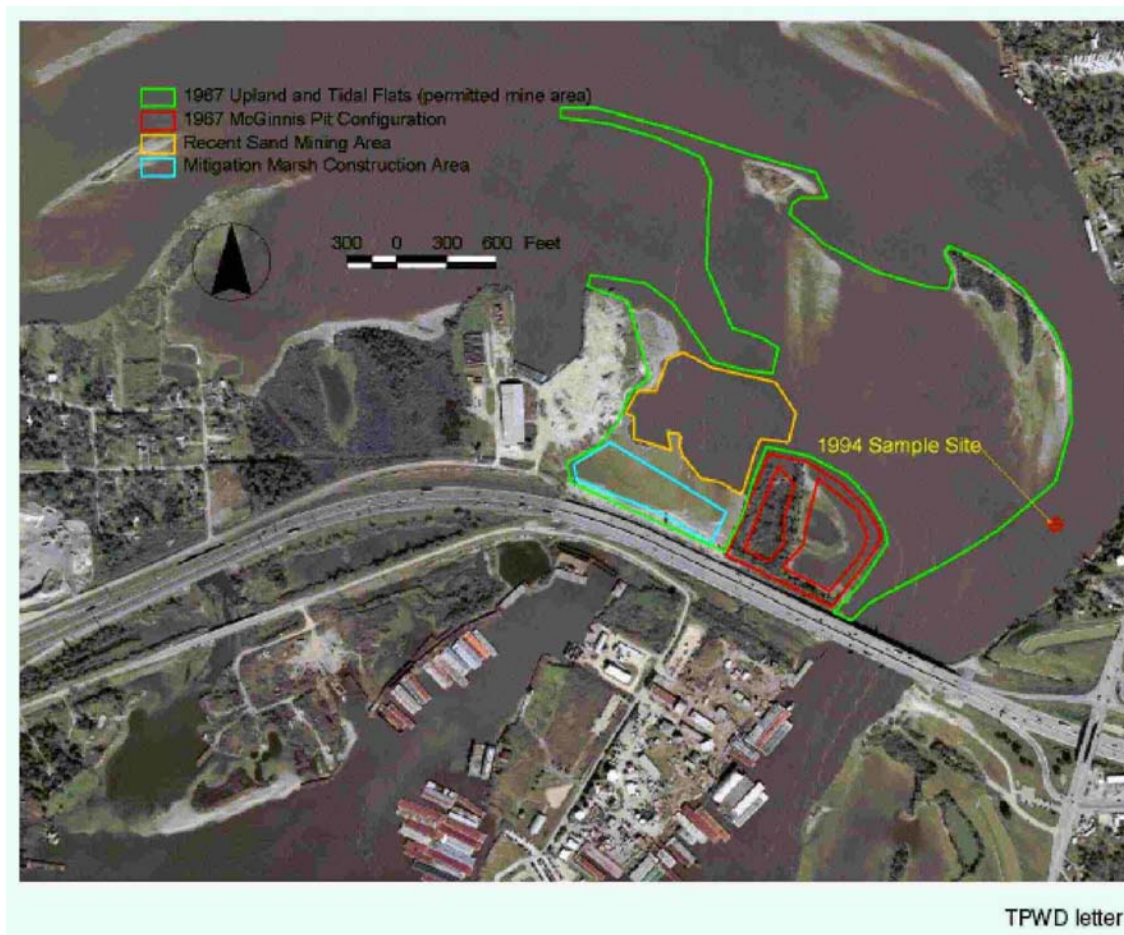 1967 Upland and Tidal Flats (permitted mine area)
1967 McGinnis Pit Configuration
Recent Sand Mining Area
Mitigation Marsh Construction Area
300 0 300 600 Feet
1994 Sample Site
TPWD letter